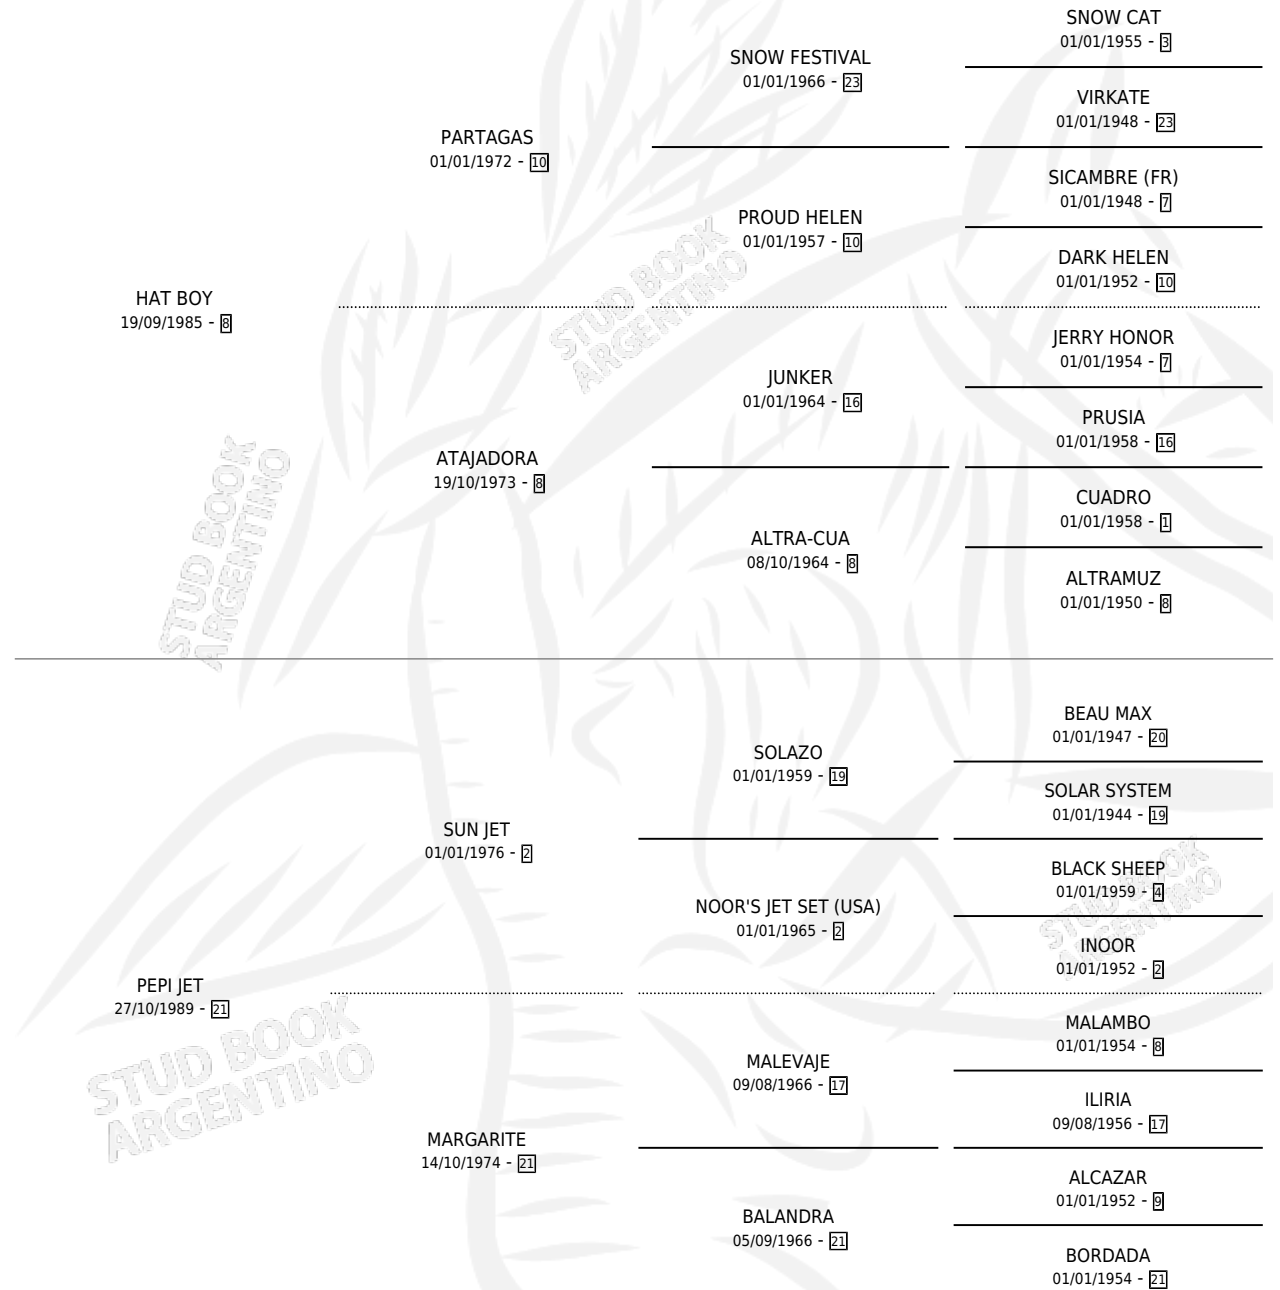 SNOW CAT
01/01/1955 - 3
SNOW FESTIVAL
01/01/1966 - 23
VIRKATE
01/01/1948 - 23
PARTAGAS
01/01/1972 - 10
SICAMBRE (FR)
01/01/1948 - 7
PROUD HELEN
01/01/1957 - 10
DARK HELEN
01/01/1952 - 10
HAT BOY
19/09/1985 - 8
JERRY HONOR
01/01/1954 - 7
JUNKER
01/01/1964 - 16
PRUSIA
01/01/1958 - 16
ATAJADORA
19/10/1973 - 8
CUADRO
01/01/1958 - 1
ALTRA-CUA
08/10/1964 - 8
ALTRAMUZ
01/01/1950 - 8
BEAU MAX
01/01/1947 - 20
SOLAZO
01/01/1959 - 19
SOLAR SYSTEM
01/01/1944 - 19
SUN JET
01/01/1976 - 2
BLACK SHEEP
01/01/1959 - 4
NOOR'S JET SET (USA)
01/01/1965 - 2
INOOR
01/01/1952 - 2
PEPI JET
27/10/1989 - 21
MALAMBO
01/01/1954 - 8
MALEVAJE
09/08/1966 - 17
ILIRIA
09/08/1956 - 17
MARGARITE
14/10/1974 - 21
ALCAZAR
01/01/1952 - 9
BALANDRA
05/09/1966 - 21
BORDADA
01/01/1954 - 21
STUD BOOK
ARGENTINO
STUD BOOK
ARGENTINO
STUD BOOK
ARGENTINO
STUD BOOK
ARGENTINO